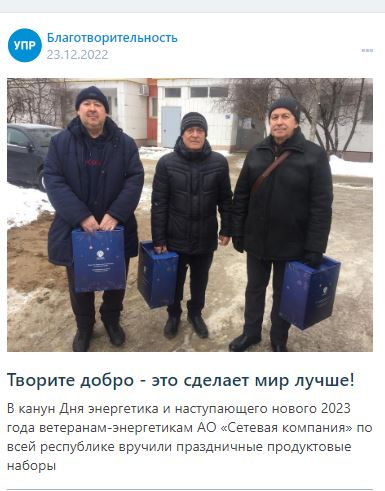 УПР
Благотворительность
23.12.2022
Творите добро - это сделает мир лучше!
В канун Дня энергетика и наступающего нового 2023
года ветеранам-энергетикам АО «Сетевая компания» по
всей республике вручили праздничные продуктовые
наборы